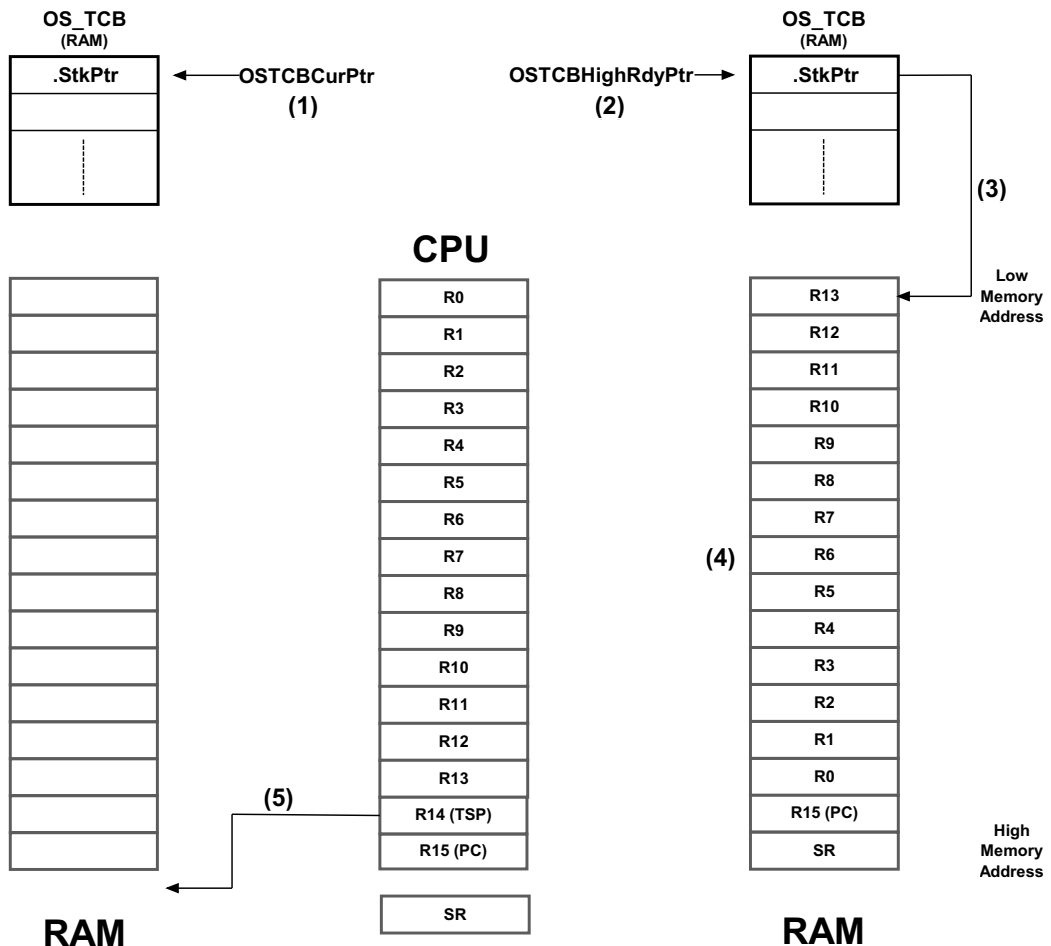 OS_TCB
(RAM)
.StkPtr
OSTCBCurPtr
(1)
OSTCBHighRdyPtr
(2)
OS_TCB
(RAM)
.StkPtr
(3)
CPU
R0
R1
R2
R3
R4
R5
R6
R7
R8
R9
R10
R11
R12
R13
R14 (TSP)
R15 (PC)
SR
(4)
(5)
R13
R12
R11
R10
R9
R8
R7
R6
R5
R4
R3
R2
R1
R0
R15 (PC)
SR
Low
Memory
Address
High
Memory
Address
RAM
RAM